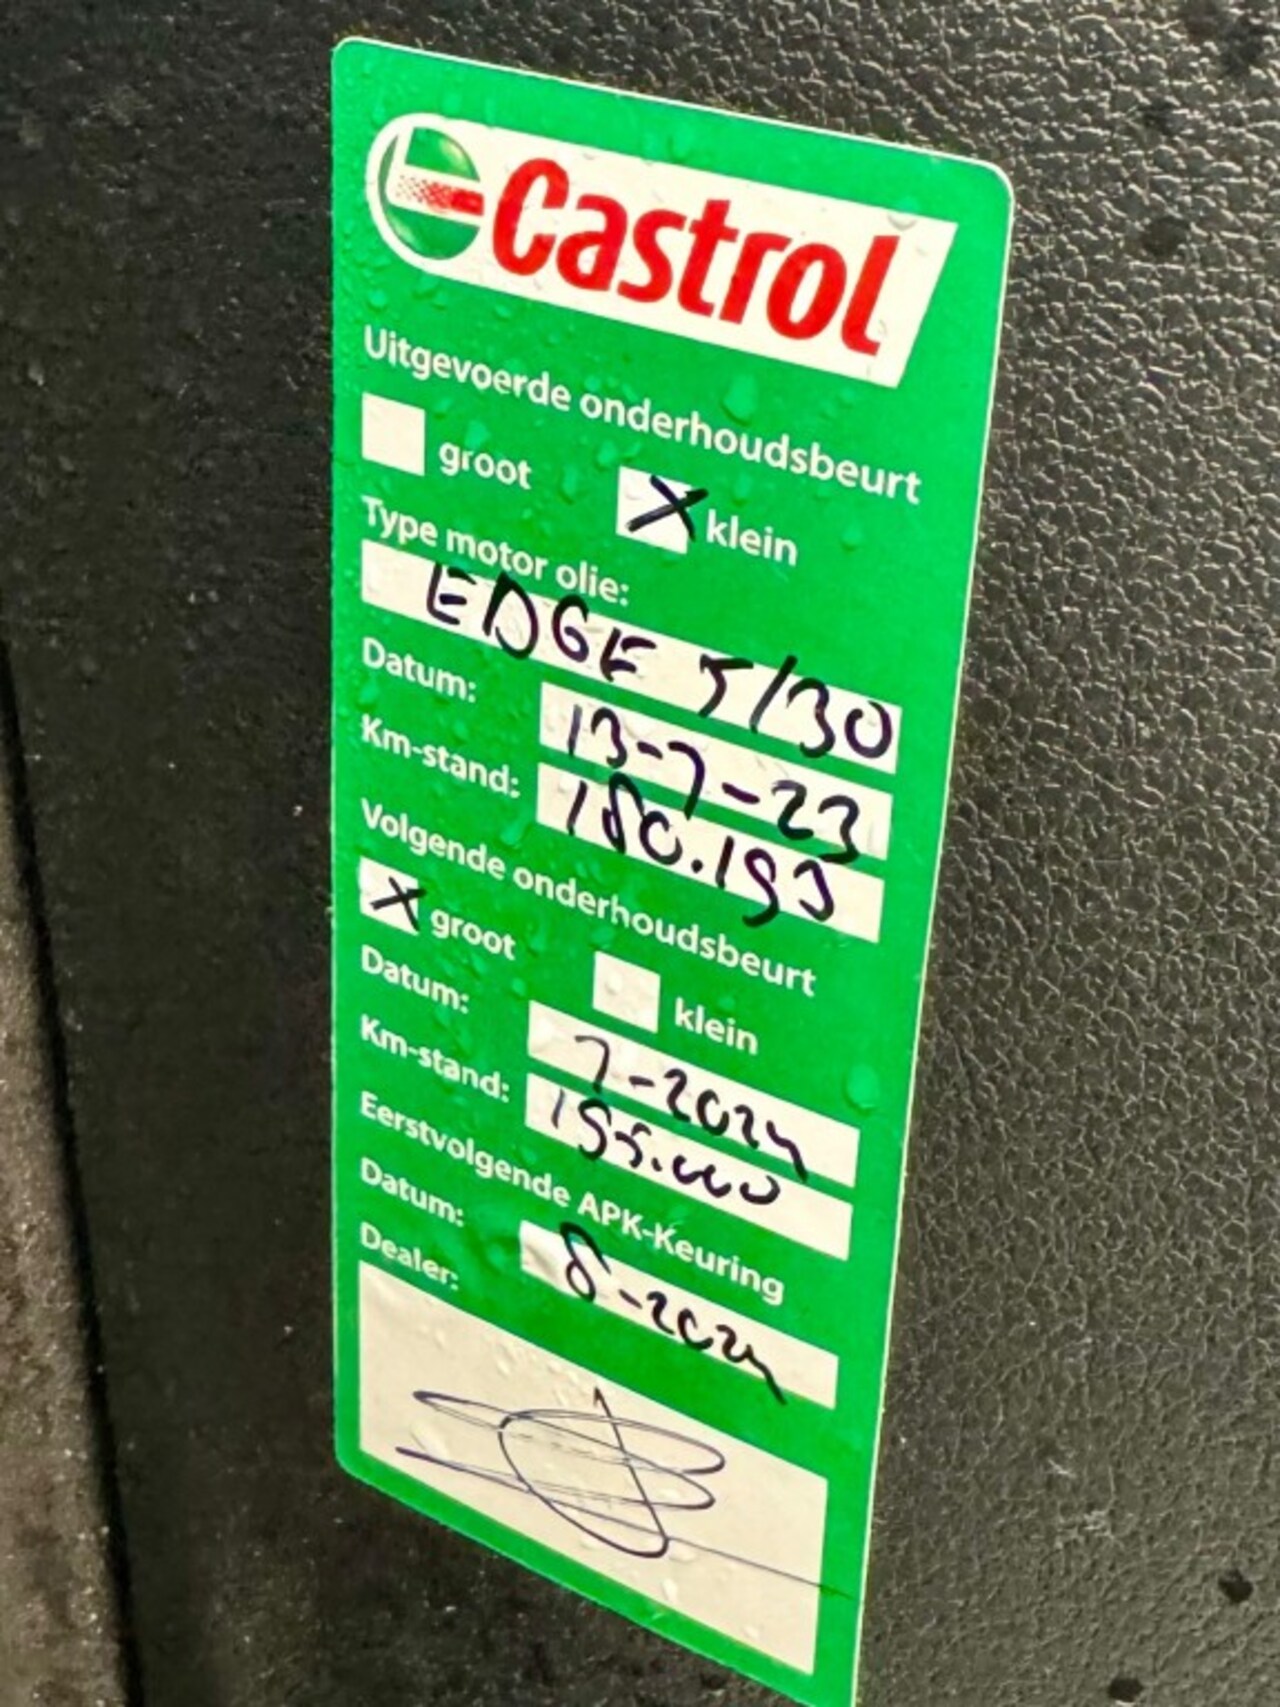 Castrol
Uitgevoerde onderhoudsbeurt
groot X klein
Type motor olie:
EDGE 5/30
Datum: 13-7-23
Km-stand: 180.193
Volgende onderhoudsbeurt
X groot klein
Datum: 7-2024
Km-stand: 195.000
Eerstvolgende APK-Keuring
Datum: 8-2024
Dealer: